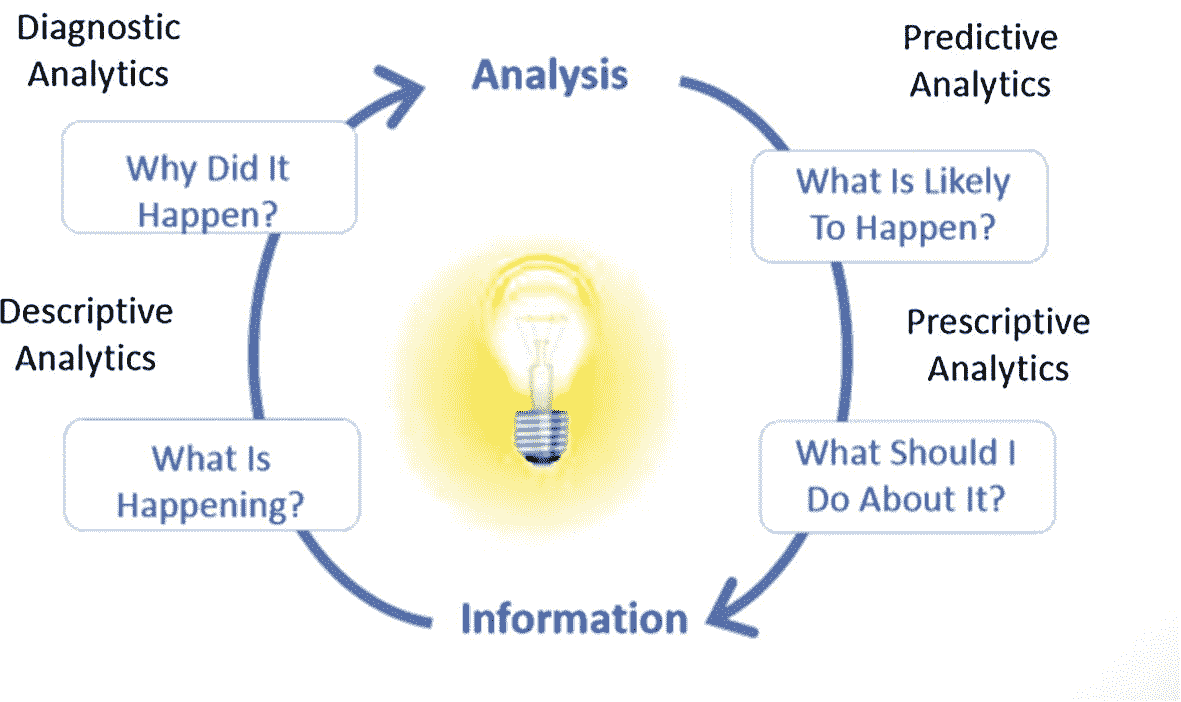 Diagnostic
Analytics
Analysis
Predictive
Analytics
Why Did It
Happen?
What Is Likely
To Happen?
Descriptive
Analytics
Prescriptive
Analytics
What Is
Happening?
What Should I
Do About It?
Information